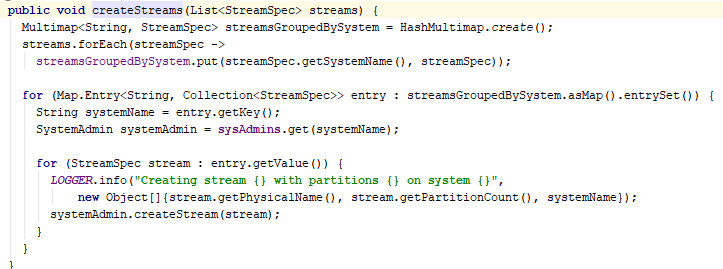 public void createStreams(List<StreamSpec> streams) {
  Multimap<String, StreamSpec> streamsGroupedBySystem = HashMultimap.create();
  streams.forEach(streamSpec ->
    streamsGroupedBySystem.put(streamSpec.getSystemName(), streamSpec));

  for (Map.Entry<String, Collection<StreamSpec>> entry : streamsGroupedBySystem.asMap().entrySet()) {
    String systemName = entry.getKey();
    SystemAdmin systemAdmin = sysAdmins.get(systemName);

    for (StreamSpec stream : entry.getValue()) {
      LOGGER.info("Creating stream {} with partitions {} on system {}",
          new Object[]{stream.getPhysicalName(), stream.getPartitionCount(), systemName});
      systemAdmin.createStream(stream);
    }
  }
}